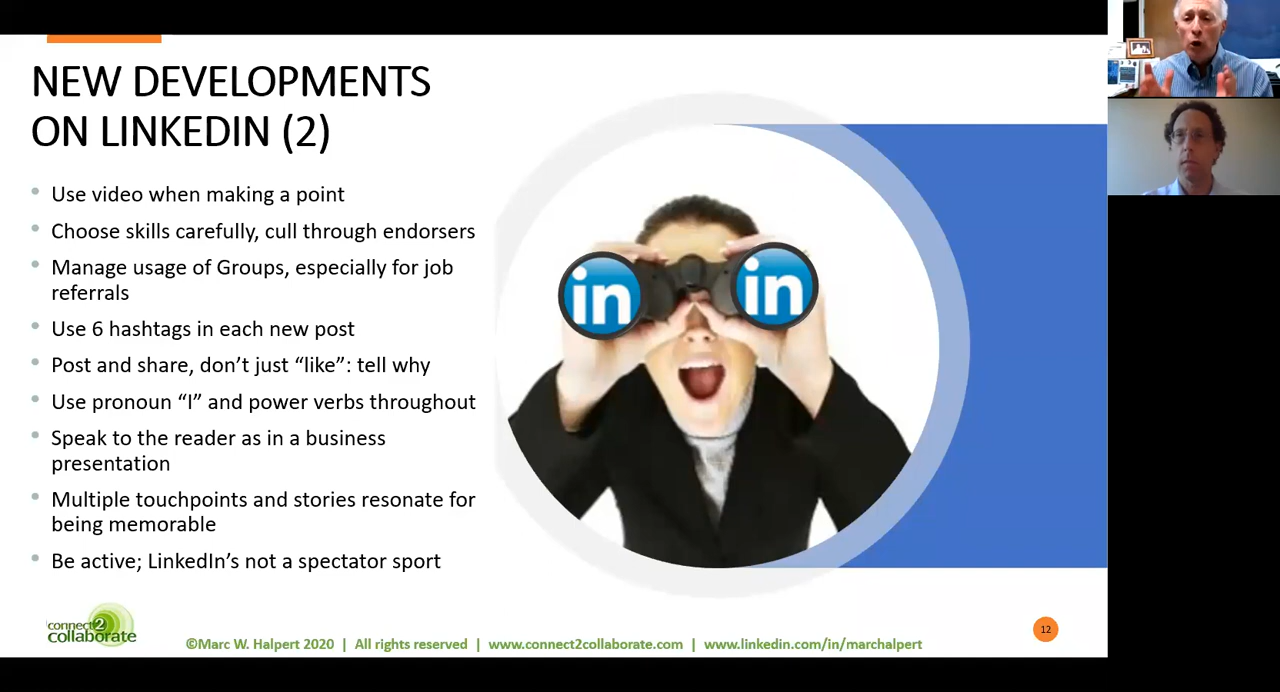 NEW DEVELOPMENTS
ON LINKEDIN (2)
• Use video when making a point
• Choose skills carefully, cull through endorsers
• Manage usage of Groups, especially for job
referrals
• Use 6 hashtags in each new post
• Post and share, don’t just “like”: tell why
• Use pronoun “I” and power verbs throughout
• Speak to the reader as in a business
presentation
• Multiple touchpoints and stories resonate for
being memorable
• Be active; LinkedIn’s not a spectator sport
in in
connect2
collaborate
©Marc W. Halpert 2020 | All rights reserved | www.connect2collaborate.com | www.linkedin.com/in/marchalpert
12